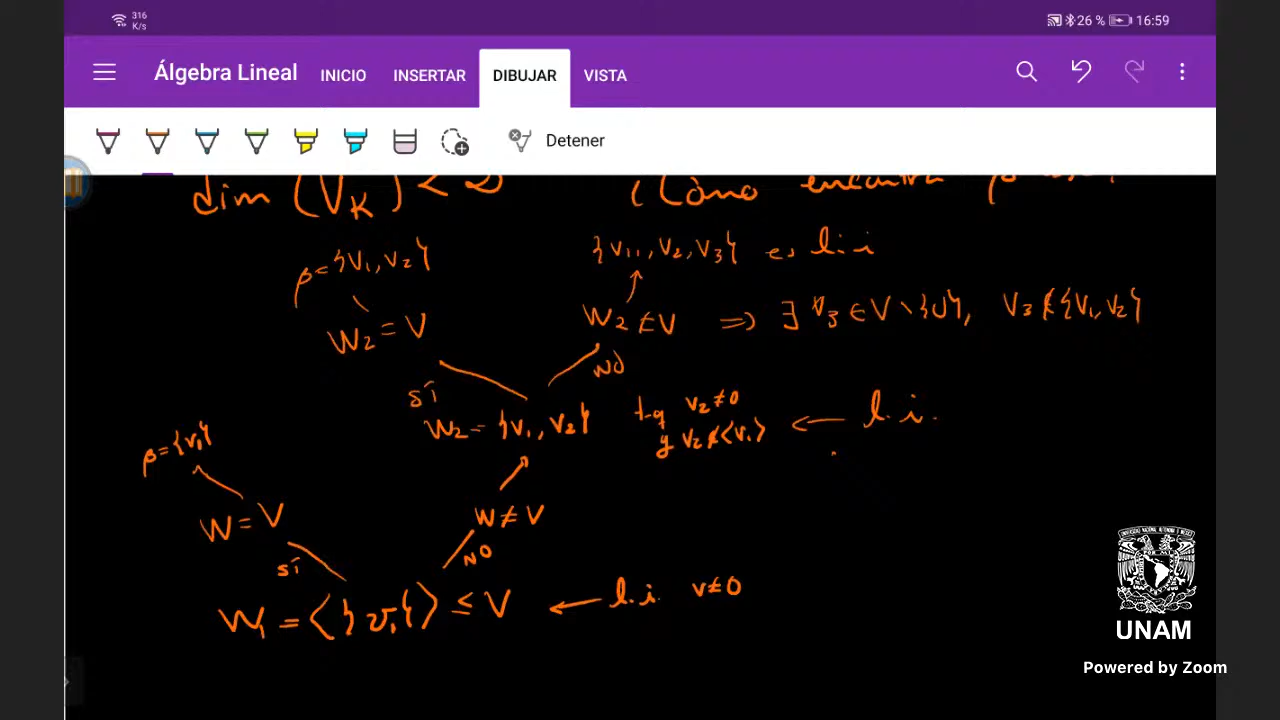 316 K/s
26 % 16:59
Álgebra Lineal INICIO INSERTAR DIBUJAR VISTA
Detener
dim (V_K) < ∞ ¿Cómo encontrar
β={v₁,v₂} {v₁,, v₂, v₃} es l.i
W₂ = V W₂ ≠ V ⇒ ∃ v₃ ∈ V \ {0}, v₃ ∉ {v₁, v₂}
sí NO
W₂ = {v₁, v₂} t.q v₂≠0 ← l.i.
y v₂ ∉ <v₁>
β={v₁}
W = V W ≠ V
sí NO
W₁ = <{v₁}> ≤ V ← l.i. v≠0
UNAM
Powered by Zoom